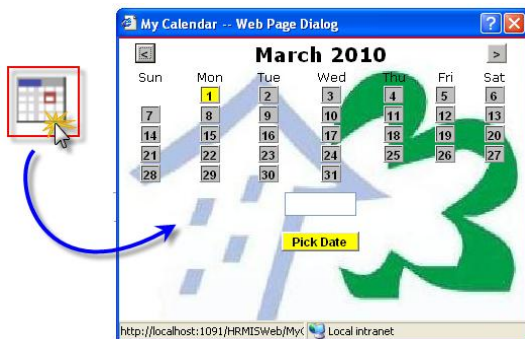 My Calendar -- Web Page Dialog
? X
< March 2010 >
Sun Mon Tue Wed Thu Fri Sat
1 2 3 4 5 6
7 8 9 10 11 12 13
14 15 16 17 18 19 20
21 22 23 24 25 26 27
28 29 30 31
Pick Date
http://localhost:1091/HRMISWeb/My Local intranet